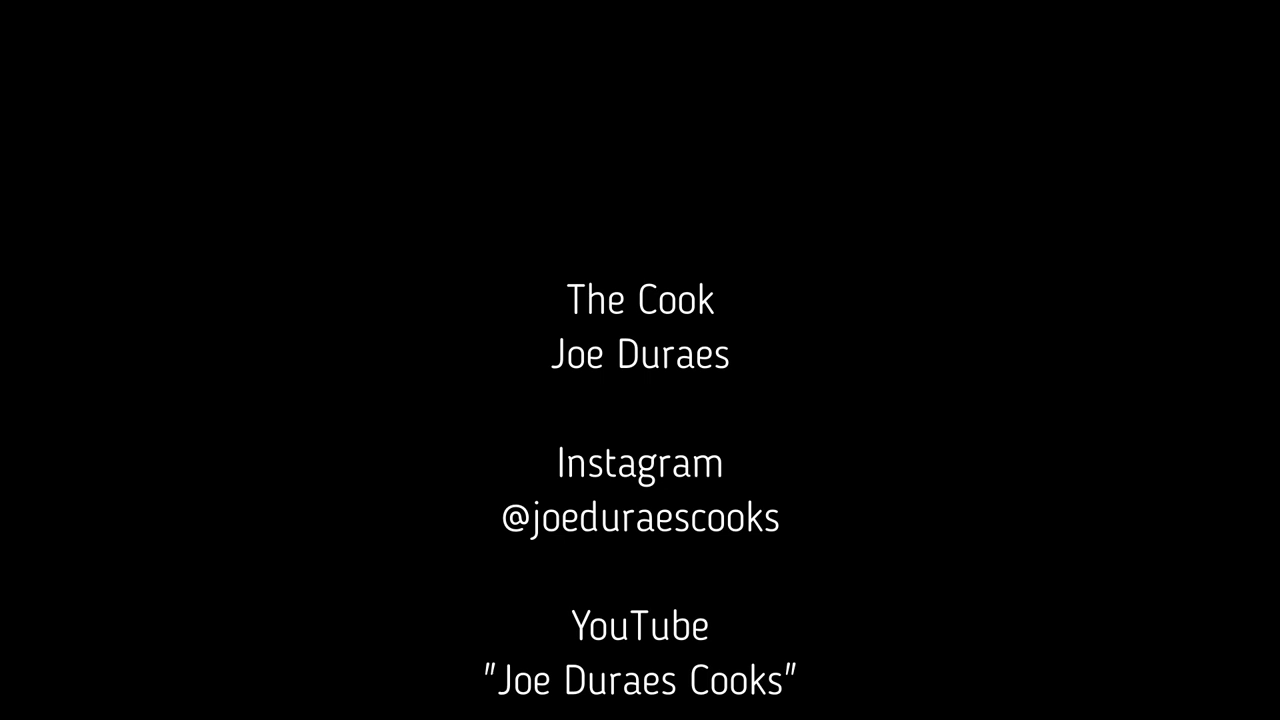 The Cook
Joe Duraes
Instagram
@joeduraescooks
YouTube
"Joe Duraes Cooks"